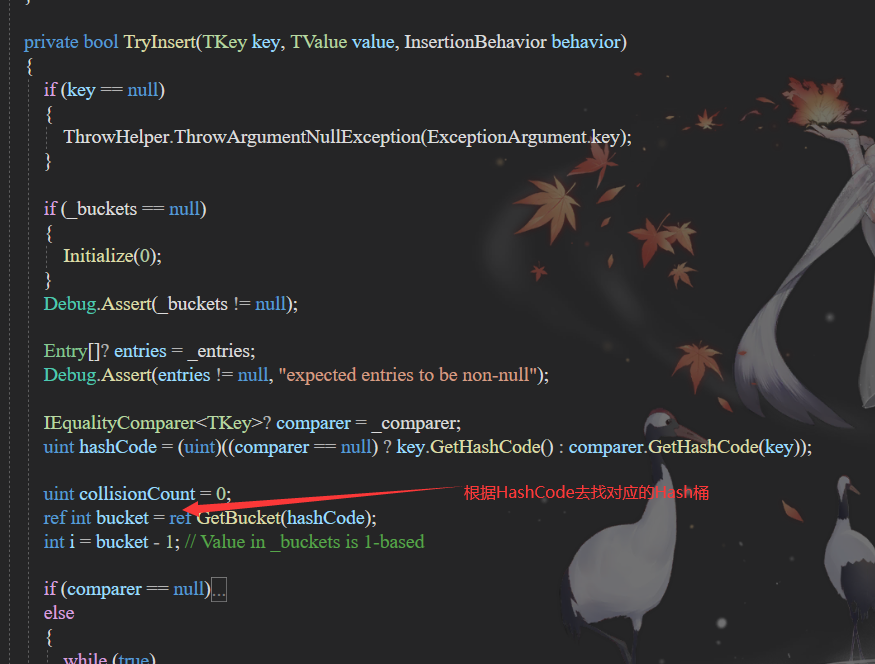 }
private bool TryInsert(TKey key, TValue value, InsertionBehavior behavior)
{
if (key == null)
{
ThrowHelper.ThrowArgumentNullException(ExceptionArgument.key);
}
if (_buckets == null)
{
Initialize(0);
}
Debug.Assert(_buckets != null);
Entry[]? entries = _entries;
Debug.Assert(entries != null, "expected entries to be non-null");
IEqualityComparer<TKey>? comparer = _comparer;
uint hashCode = (uint)((comparer == null) ? key.GetHashCode() : comparer.GetHashCode(key));
uint collisionCount = 0;
根据HashCode去找对应的Hash桶
ref int bucket = ref GetBucket(hashCode);
int i = bucket - 1; // Value in _buckets is 1-based
if (comparer == null)...
else
{
while (true)